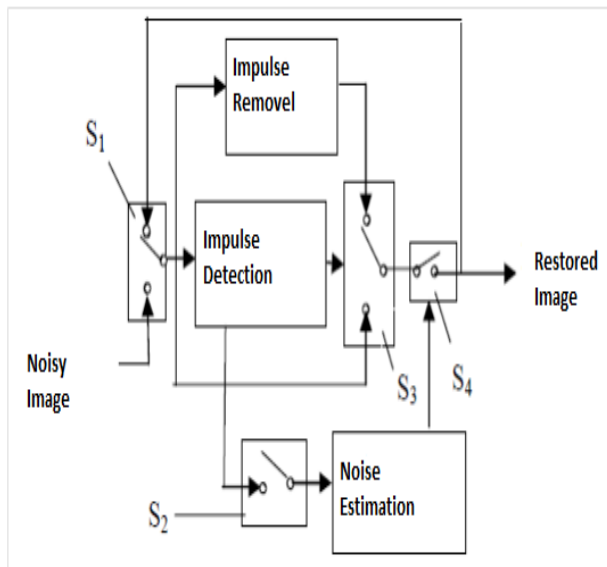 Impulse
Removel
S₁
Impulse
Detection
Restored
Image
Noisy
Image
S₃
S₄
Noise
Estimation
S₂